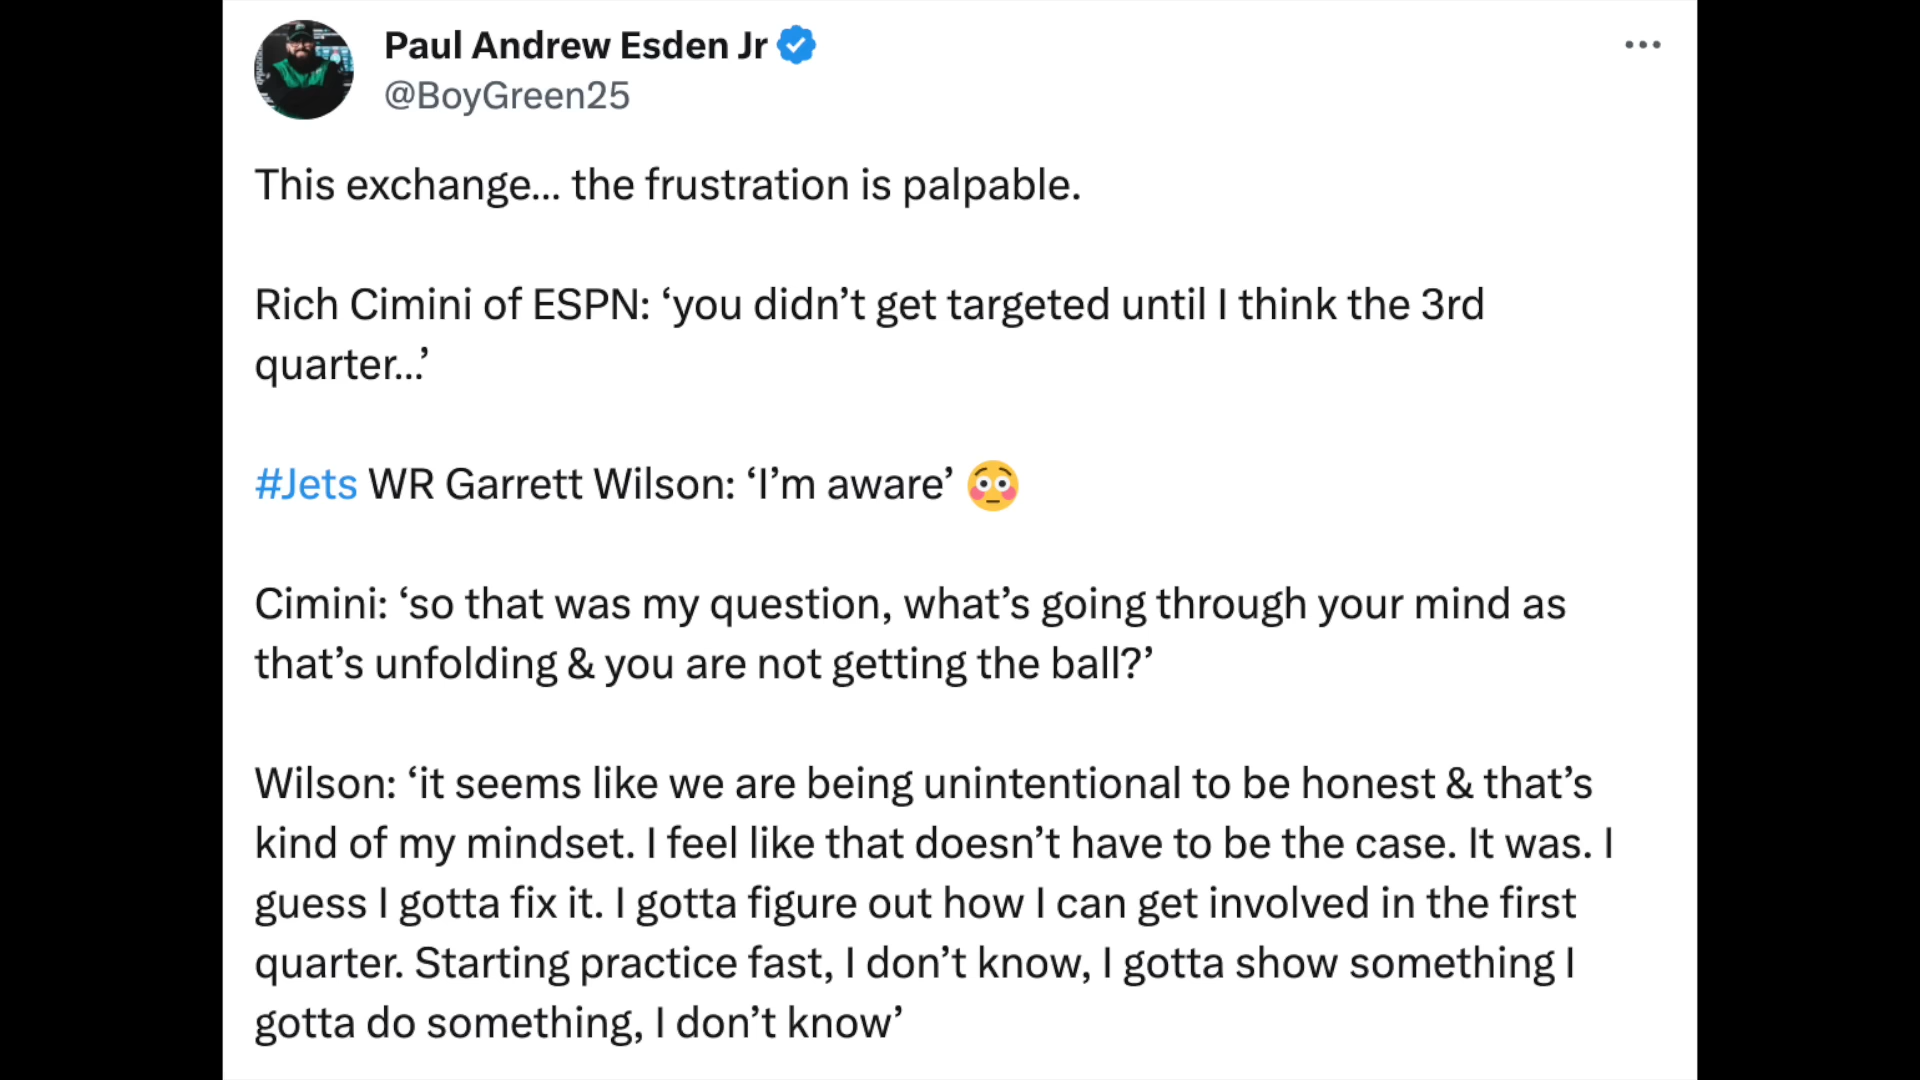 Paul Andrew Esden Jr
@BoyGreen25
This exchange... the frustration is palpable.
Rich Cimini of ESPN: ‘you didn’t get targeted until I think the 3rd
quarter...’
#Jets WR Garrett Wilson: ‘I’m aware’ 😳
Cimini: ‘so that was my question, what’s going through your mind as
that’s unfolding & you are not getting the ball?’
Wilson: ‘it seems like we are being unintentional to be honest & that’s
kind of my mindset. I feel like that doesn’t have to be the case. It was. I
guess I gotta fix it. I gotta figure out how I can get involved in the first
quarter. Starting practice fast, I don’t know, I gotta show something I
gotta do something, I don’t know’